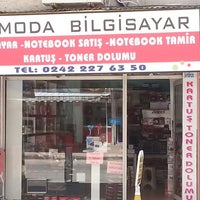 MODA BİLGİSAYAR
YRA -NOTEBOOK SATIŞ -NOTEBOOK TAMİR
KARTUŞ - TONER DOLUMU
TEL: 0242 227 63 50
KARTUŞ TONER DOLUMU